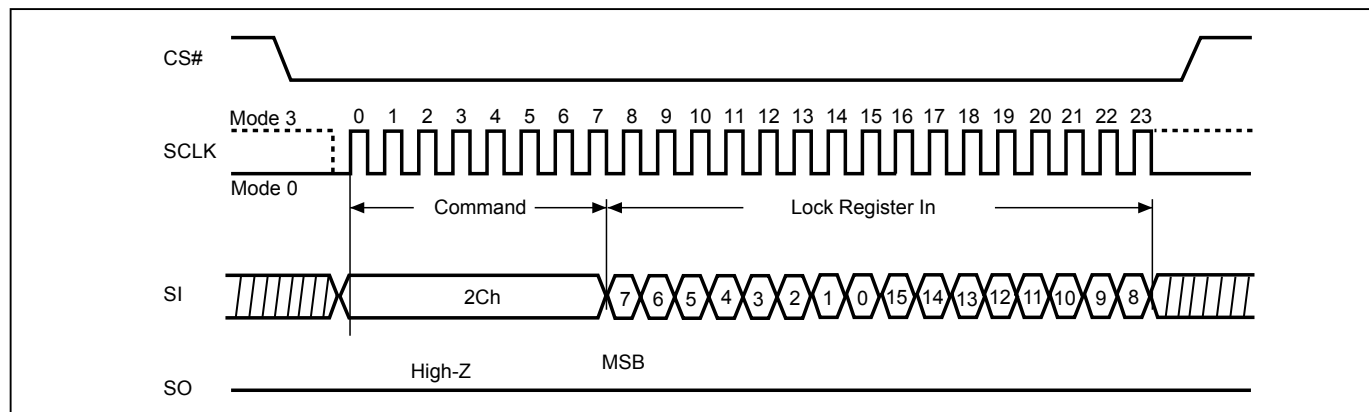 CS#
Mode 3
0 1 2 3 4 5 6 7 8 9 10 11 12 13 14 15 16 17 18 19 20 21 22 23
SCLK
Mode 0
Command
Lock Register In
SI
2Ch
7 6 5 4 3 2 1 0 15 14 13 12 11 10 9 8
High-Z
MSB
SO